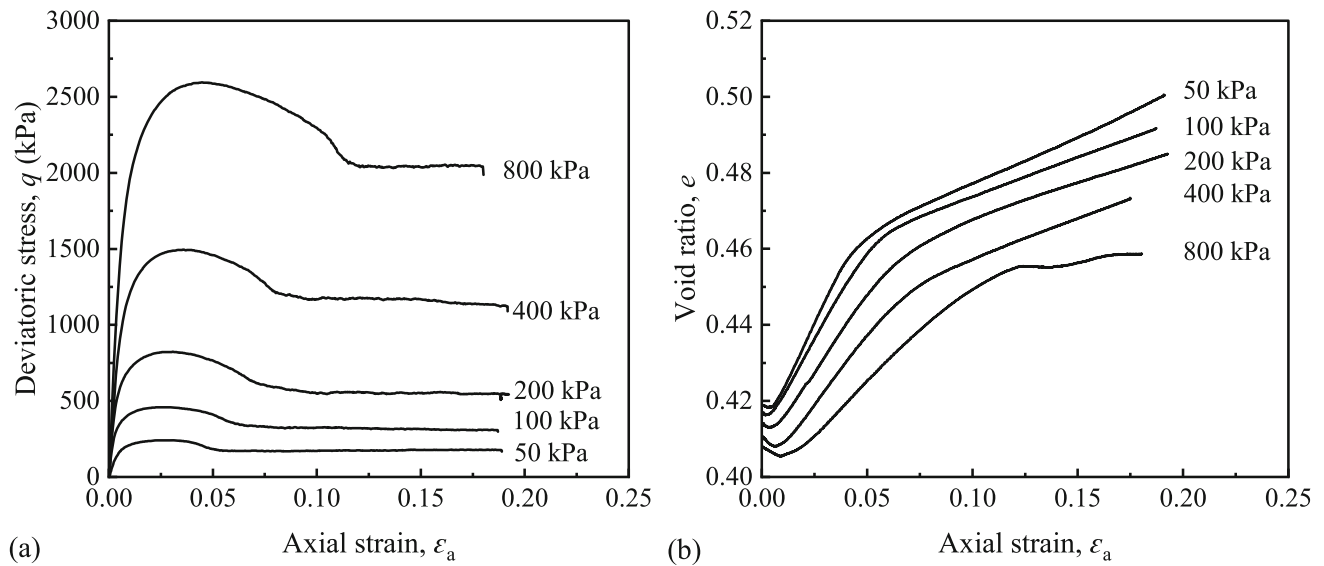 3000
2500
2000
1500
1000
500
0
Deviatoric stress, q (kPa)
800 kPa
400 kPa
200 kPa
100 kPa
50 kPa
0.00 0.05 0.10 0.15 0.20 0.25
Axial strain, εa
(a)
0.52
0.50
0.48
0.46
0.44
0.42
0.40
Void ratio, e
50 kPa
100 kPa
200 kPa
400 kPa
800 kPa
0.00 0.05 0.10 0.15 0.20 0.25
Axial strain, εa
(b)